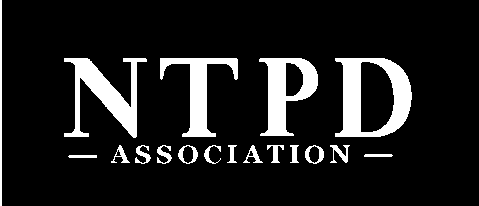 NTPD
— ASSOCIATION —